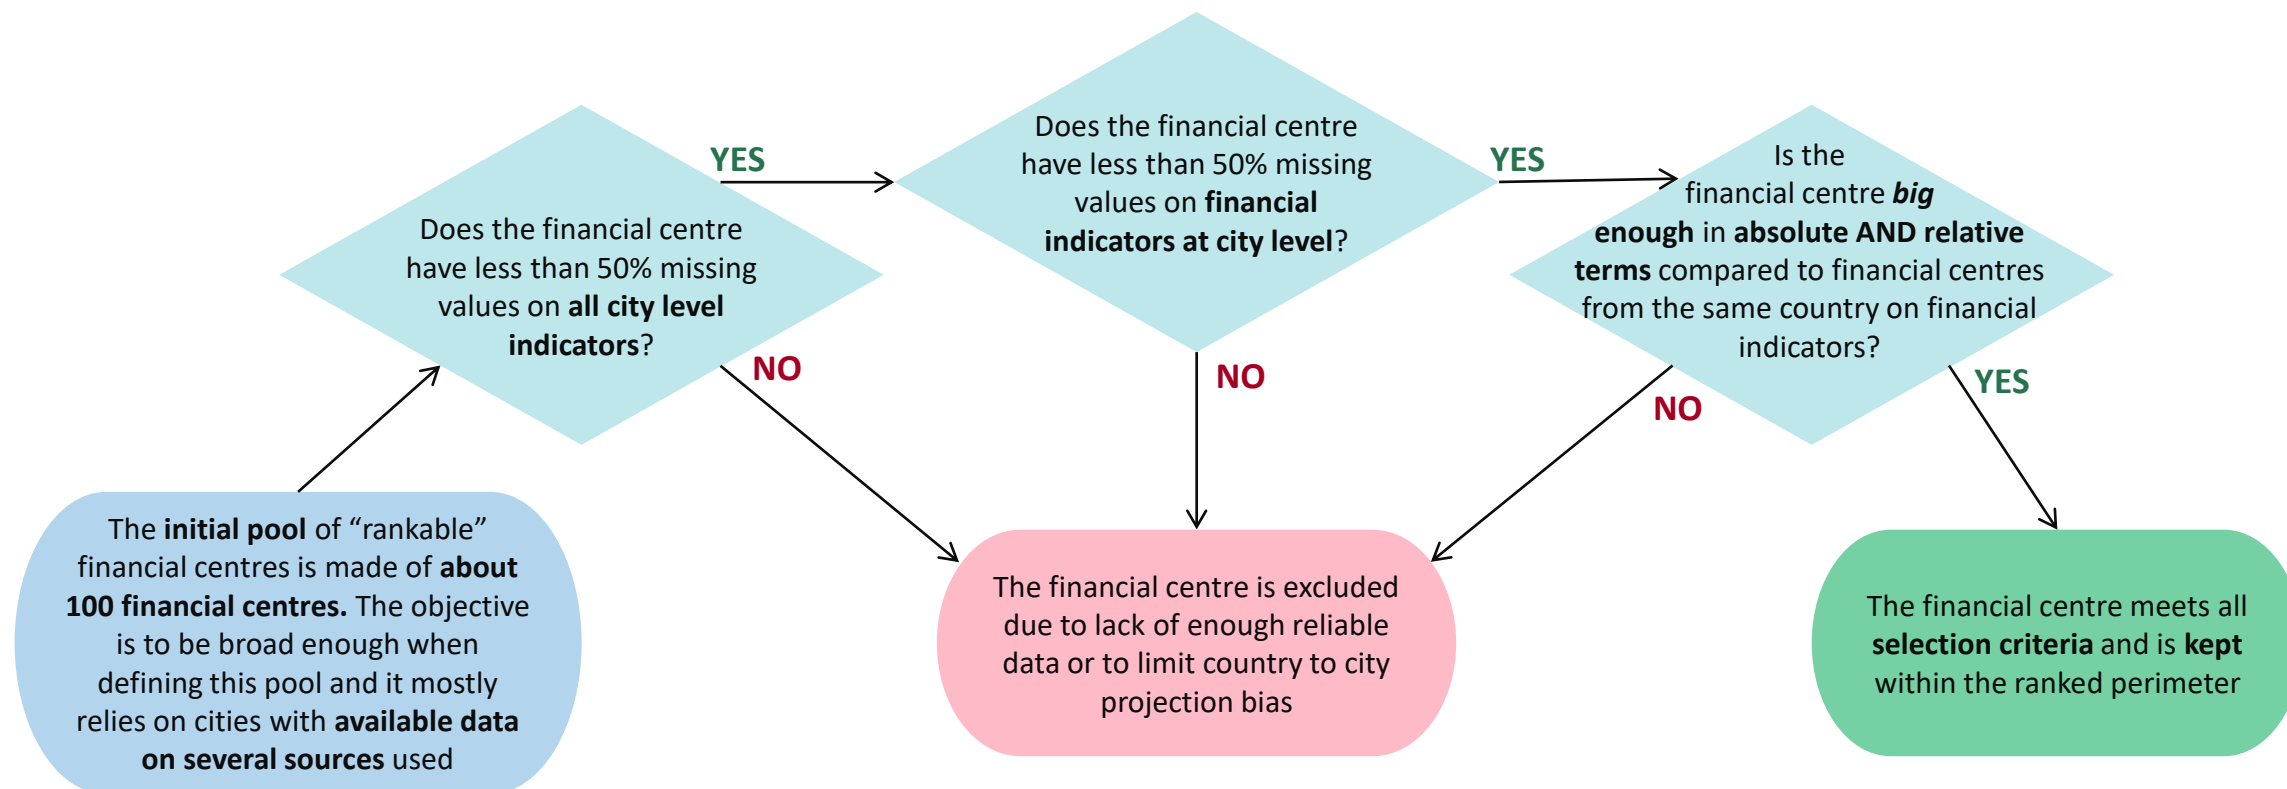 The initial pool of “rankable”
financial centres is made of about
100 financial centres. The objective
is to be broad enough when
defining this pool and it mostly
relies on cities with available data
on several sources used
Does the financial centre
have less than 50% missing
values on all city level
indicators?
YES
NO
Does the financial centre
have less than 50% missing
values on financial
indicators at city level?
YES
NO
Is the
financial centre big
enough in absolute AND relative
terms compared to financial centres
from the same country on financial
indicators?
NO
YES
The financial centre is excluded
due to lack of enough reliable
data or to limit country to city
projection bias
The financial centre meets all
selection criteria and is kept
within the ranked perimeter